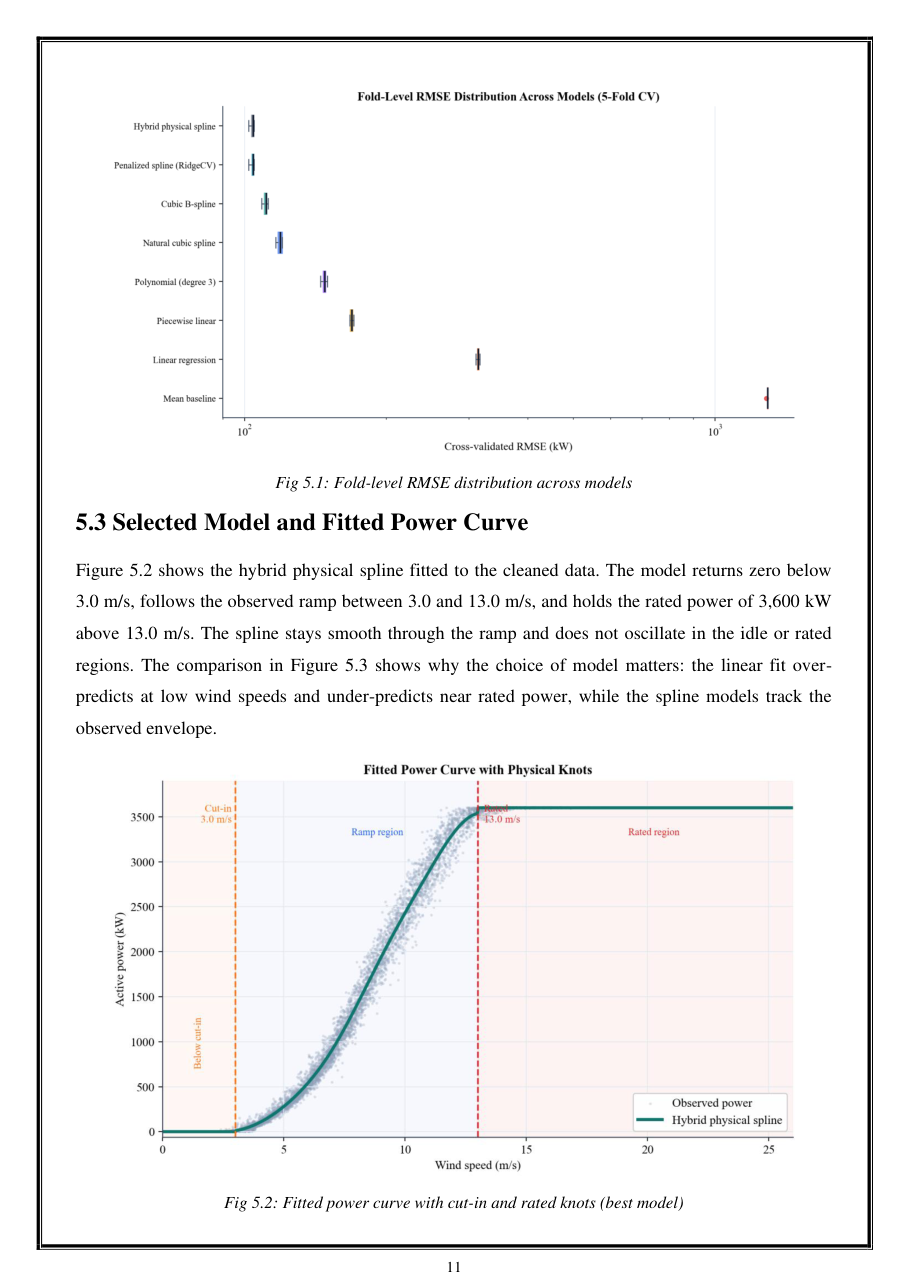 Fold-Level RMSE Distribution Across Models (5-Fold CV)
Hybrid physical spline
Penalized spline (RidgeCV)
Cubic B-spline
Natural cubic spline
Polynomial (degree 3)
Piecewise linear
Linear regression
Mean baseline
10²
10³
Cross-validated RMSE (kW)
Fig 5.1: Fold-level RMSE distribution across models
5.3 Selected Model and Fitted Power Curve
Figure 5.2 shows the hybrid physical spline fitted to the cleaned data. The model returns zero below
3.0 m/s, follows the observed ramp between 3.0 and 13.0 m/s, and holds the rated power of 3,600 kW
above 13.0 m/s. The spline stays smooth through the ramp and does not oscillate in the idle or rated
regions. The comparison in Figure 5.3 shows why the choice of model matters: the linear fit over-
predicts at low wind speeds and under-predicts near rated power, while the spline models track the
observed envelope.
Fitted Power Curve with Physical Knots
Cut-in
3.0 m/s
Rated
13.0 m/s
Ramp region
Rated region
Below cut-in
3500
3000
2500
2000
1500
1000
500
0
Active power (kW)
Observed power
Hybrid physical spline
0 5 10 15 20 25
Wind speed (m/s)
Fig 5.2: Fitted power curve with cut-in and rated knots (best model)
11